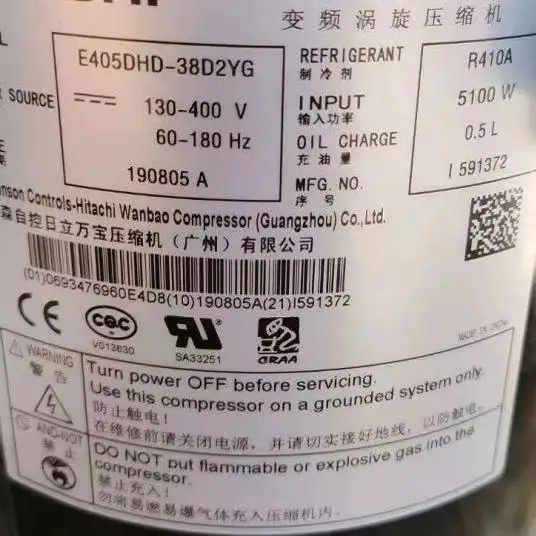 变频涡旋压缩机
E405DHD-38D2YG
REFRIGERANT
制冷剂
R410A
SOURCE
130-400 V
60-180 Hz
190805 A
INPUT
输入功率
5100 W
OIL CHARGE
充油量
0.5 L
MFG. NO.
序号
I 591372
nson Controls-Hitachi Wanbao Compressor (Guangzhou) Co.,Ltd.
森自控日立万宝压缩机（广州）有限公司
(01)0693476960E4D8(10)190805A(21)I591372
CE
CQC
V013630
SA33251
CRAA
MADE IN CHINA
WARNING
警告
Turn power OFF before servicing.
Use this compressor on a grounded system only.
防止触电！
在维修前请关闭电源，并请切实接好地线，以防触电。
AND-NOT
禁止
DO NOT put flammable or explosive gas into the
compressor.
禁止充入！
勿将易燃易爆气体充入压缩机内。